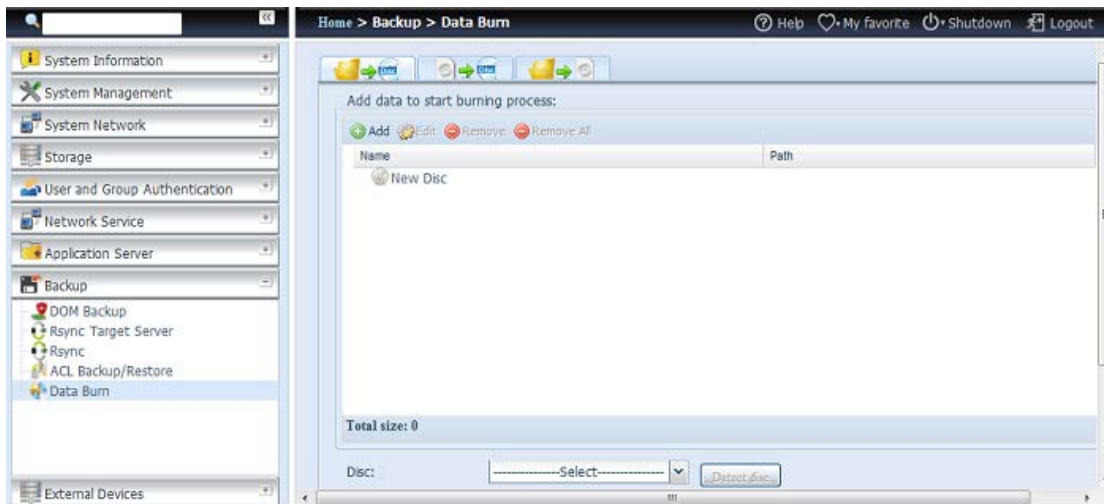 Home > Backup > Data Burn
Help My favorite Shutdown Logout
System Information
System Management
System Network
Storage
User and Group Authentication
Network Service
Application Server
Backup
DOM Backup
Rsync Target Server
Rsync
ACL Backup/Restore
Data Burn
External Devices
Add data to start burning process:
Add Edit Remove Remove All
Name Path
New Disc
Total size: 0
Disc: --------------Select-------------- Detect disc